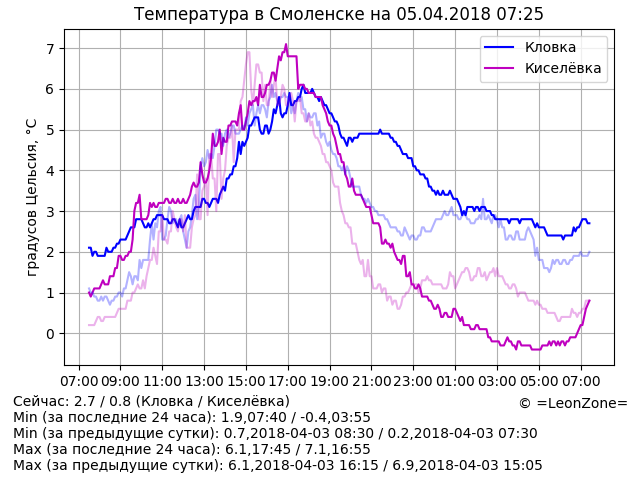 Температура в Смоленске на 05.04.2018 07:25
градусов Цельсия, °C
7
6
5
4
3
2
1
0
Кловка
Киселёвка
07:00 09:00 11:00 13:00 15:00 17:00 19:00 21:00 23:00 01:00 03:00 05:00 07:00
Сейчас: 2.7 / 0.8 (Кловка / Киселёвка)
© =LeonZone=
Min (за последние 24 часа): 1.9,07:40 / -0.4,03:55
Min (за предыдущие сутки): 0.7,2018-04-03 08:30 / 0.2,2018-04-03 07:30
Max (за последние 24 часа): 6.1,17:45 / 7.1,16:55
Max (за предыдущие сутки): 6.1,2018-04-03 16:15 / 6.9,2018-04-03 15:05